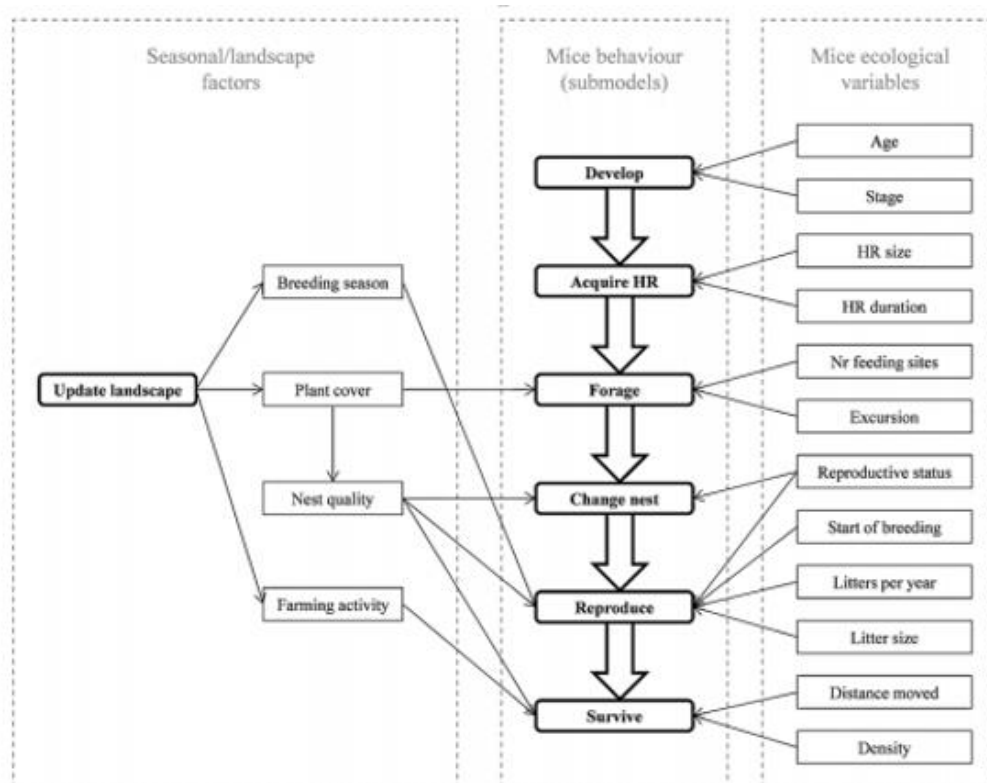 Seasonal/landscape
factors
Mice behaviour
(submodels)
Mice ecological
variables
Update landscape
Breeding season
Plant cover
Nest quality
Farming activity
Develop
Acquire HR
Forage
Change nest
Reproduce
Survive
Age
Stage
HR size
HR duration
Nr feeding sites
Excursion
Reproductive status
Start of breeding
Litters per year
Litter size
Distance moved
Density